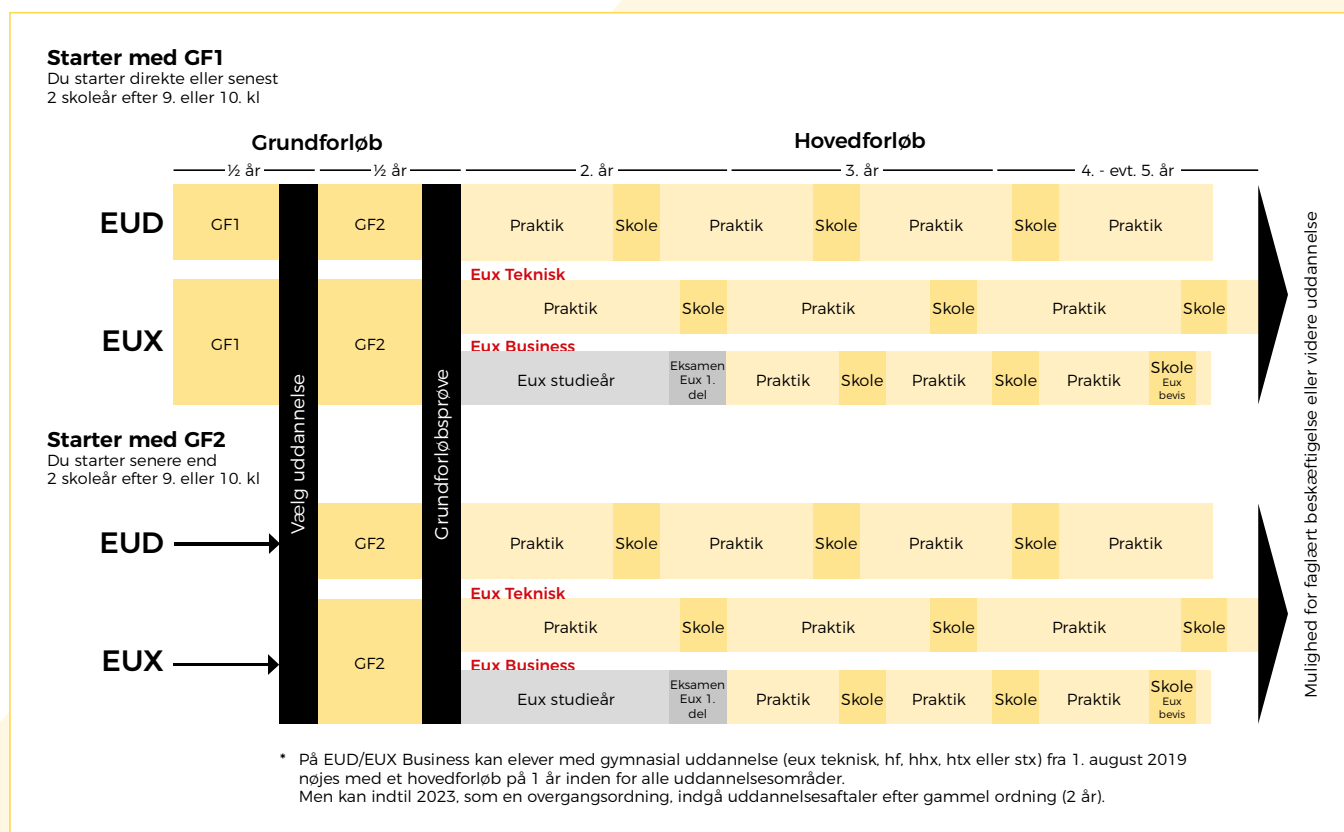 Starter med GF1
Du starter direkte eller senest
2 skoleår efter 9. eller 10. kl
Grundforløb
Hovedforløb
½ år
½ år
2. år
3. år
4. - evt. 5. år
EUD
GF1
GF2
Praktik
Skole
Praktik
Skole
Praktik
Skole
Praktik
EUX
GF1
GF2
Eux Teknisk
Praktik
Skole
Praktik
Skole
Praktik
Skole
Eux Business
Eux studieår
Eksamen
Eux 1.
del
Praktik
Skole
Praktik
Skole
Praktik
Skole
Eux
bevis
Vælg uddannelse
Grundforløbsprøve
Mulighed for faglært beskæftigelse eller videre uddannelse
Starter med GF2
Du starter senere end
2 skoleår efter 9. eller 10. kl
EUD
GF2
Praktik
Skole
Praktik
Skole
Praktik
Skole
Praktik
EUX
GF2
Eux Teknisk
Praktik
Skole
Praktik
Skole
Praktik
Skole
Eux Business
Eux studieår
Eksamen
Eux 1.
del
Praktik
Skole
Praktik
Skole
Praktik
Skole
Eux
bevis
* På EUD/EUX Business kan elever med gymnasial uddannelse (eux teknisk, hf, hhx, htx eller stx) fra 1. august 2019
nøjes med et hovedforløb på 1 år inden for alle uddannelsesområder.
Men kan indtil 2023, som en overgangsordning, indgå uddannelsesaftaler efter gammel ordning (2 år).